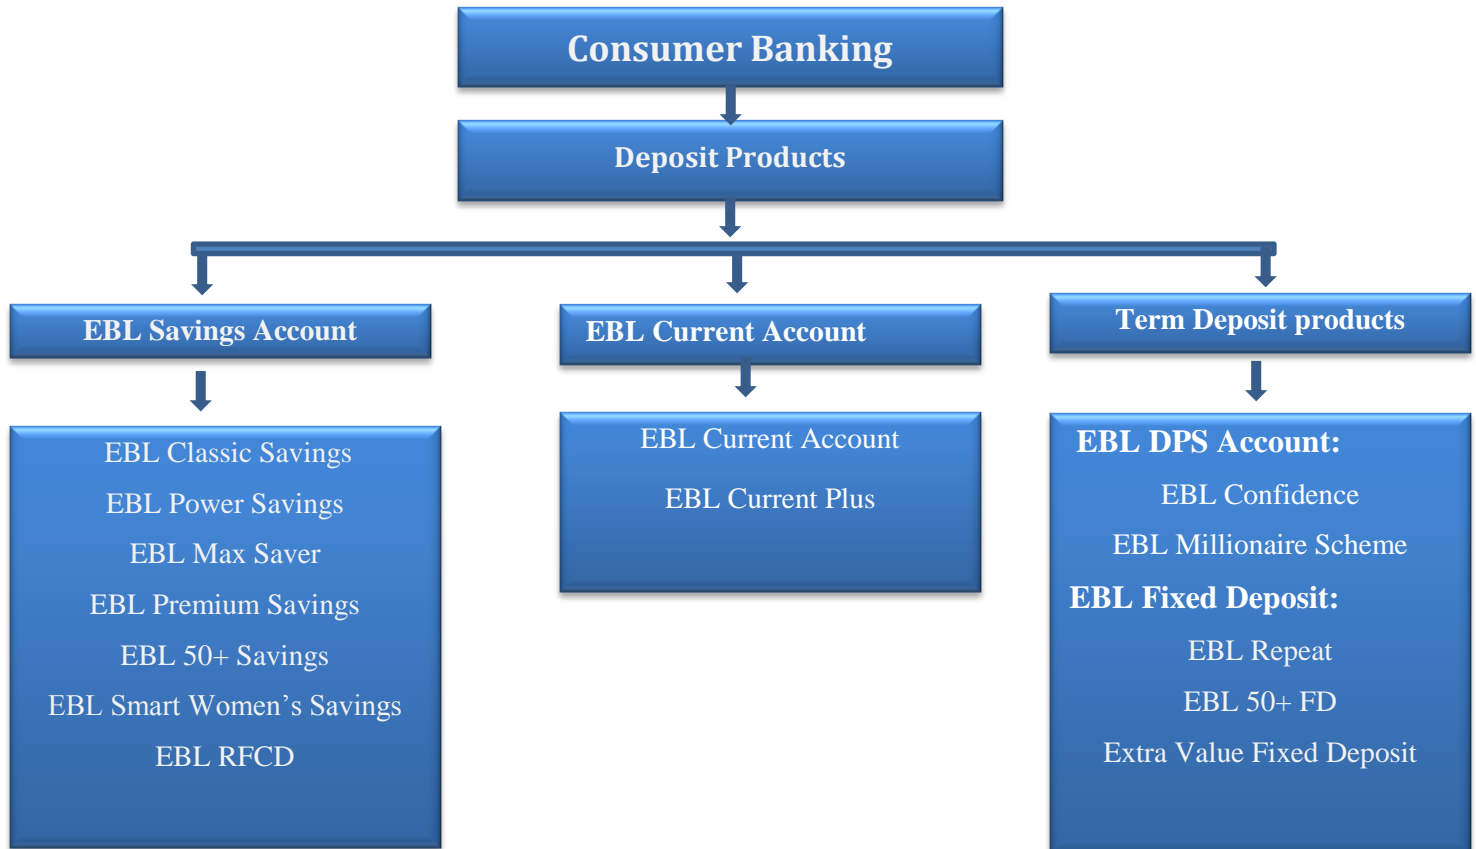 Consumer Banking
Deposit Products
EBL Savings Account
EBL Classic Savings
EBL Power Savings
EBL Max Saver
EBL Premium Savings
EBL 50+ Savings
EBL Smart Women’s Savings
EBL RFCD
EBL Current Account
EBL Current Account
EBL Current Plus
Term Deposit products
EBL DPS Account:
EBL Confidence
EBL Millionaire Scheme
EBL Fixed Deposit:
EBL Repeat
EBL 50+ FD
Extra Value Fixed Deposit